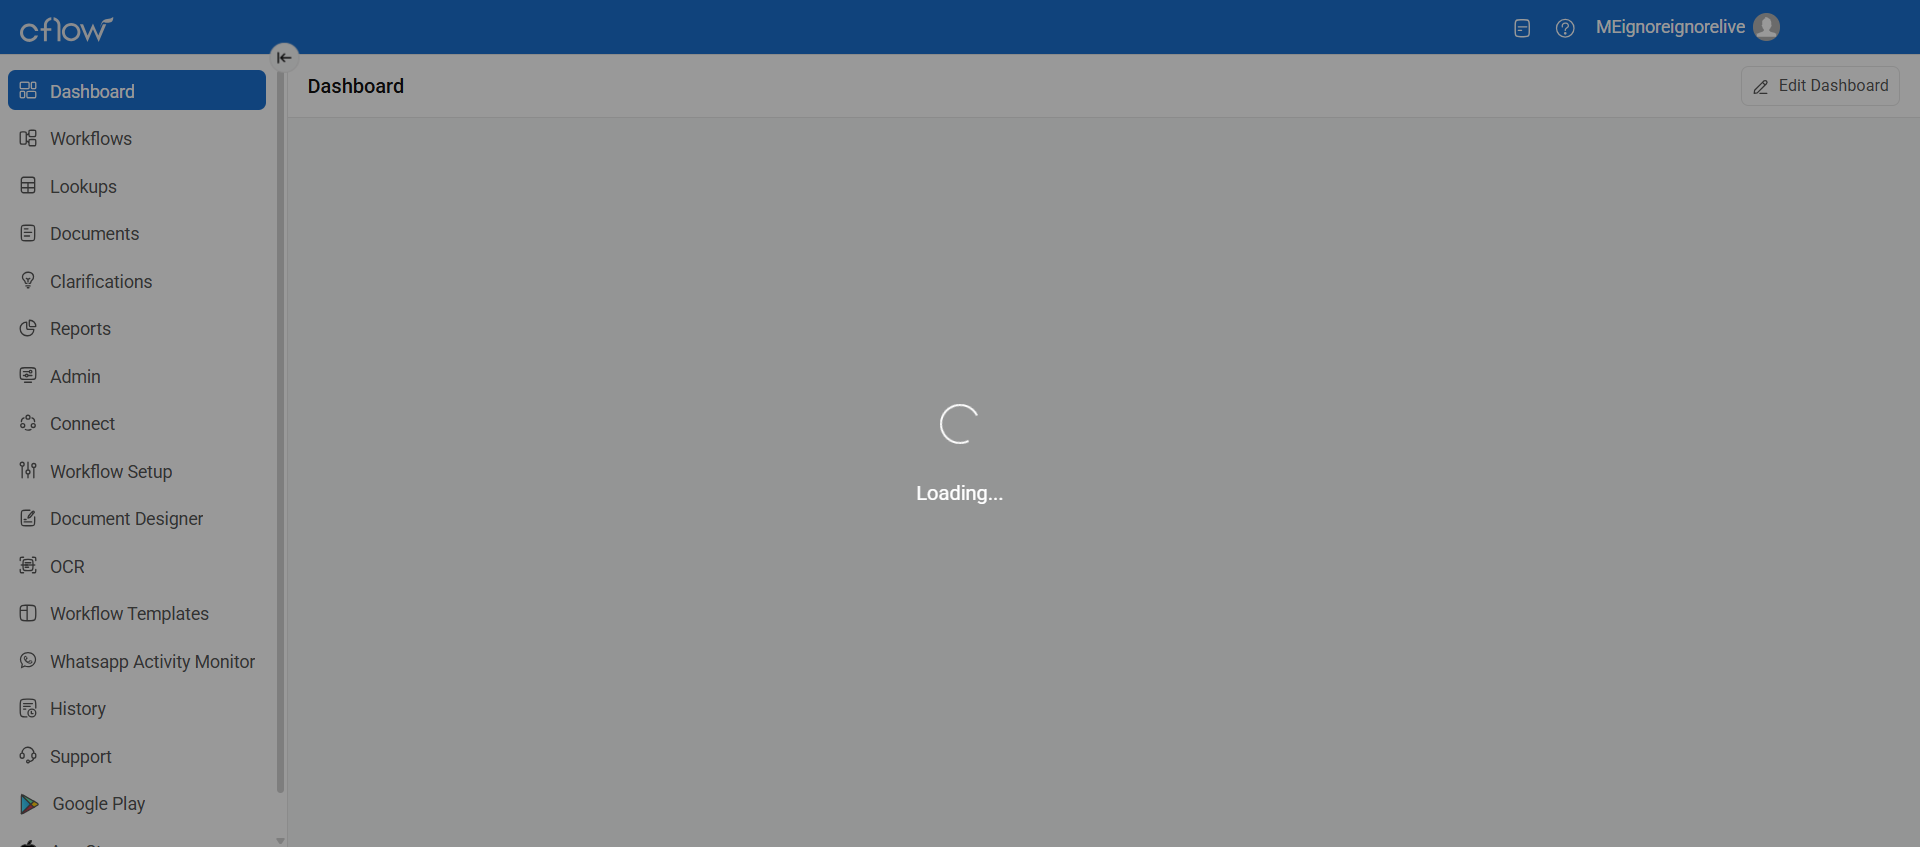 cflow
MEignoreignorelive
Dashboard
Dashboard
Edit Dashboard
Workflows
Lookups
Documents
Clarifications
Reports
Admin
Connect
Workflow Setup
Document Designer
OCR
Workflow Templates
Whatsapp Activity Monitor
History
Support
Google Play
Loading...